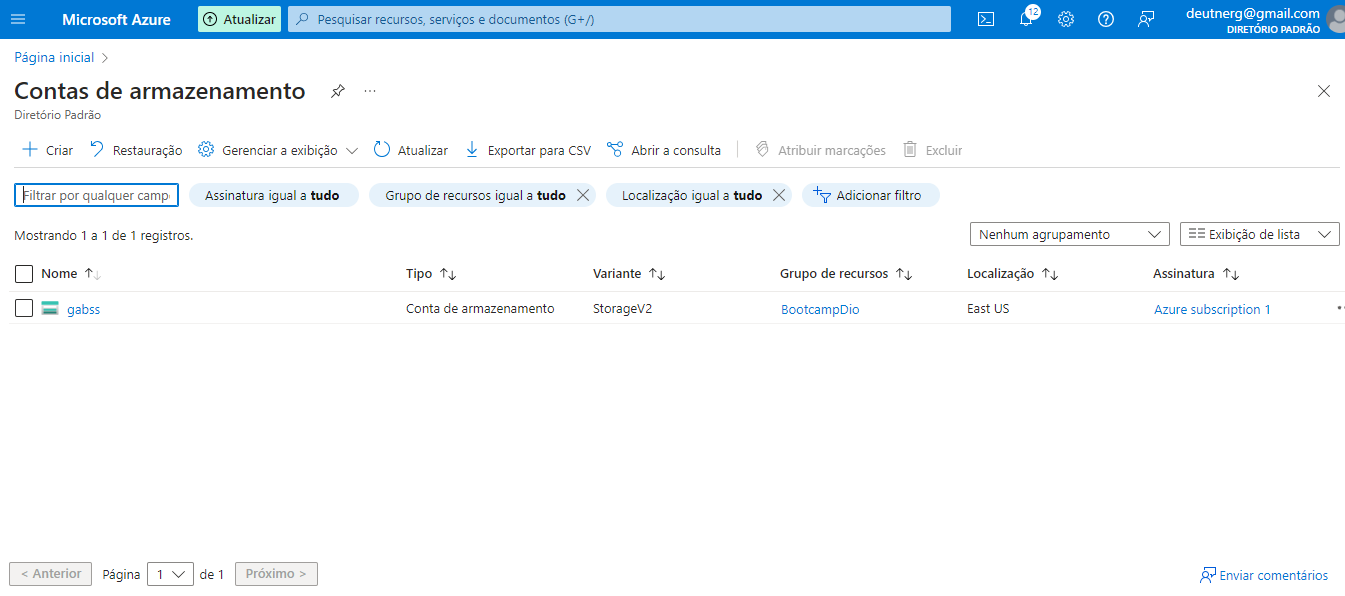 Microsoft Azure Atualizar Pesquisar recursos, serviços e documentos (G+/) 12 deutnerg@gmail.com
DIRETÓRIO PADRÃO
Página inicial >
Contas de armazenamento ...
Diretório Padrão
Criar Restauração Gerenciar a exibição Atualizar Exportar para CSV Abrir a consulta Atribuir marcações Excluir
Filtrar por qualquer camp Assinatura igual a tudo Grupo de recursos igual a tudo Localização igual a tudo Adicionar filtro
Mostrando 1 a 1 de 1 registros. Nenhum agrupamento Exibição de lista
Nome Tipo Variante Grupo de recursos Localização Assinatura
gabss Conta de armazenamento StorageV2 BootcampDio East US Azure subscription 1
< Anterior Página 1 de 1 Próximo > Enviar comentários